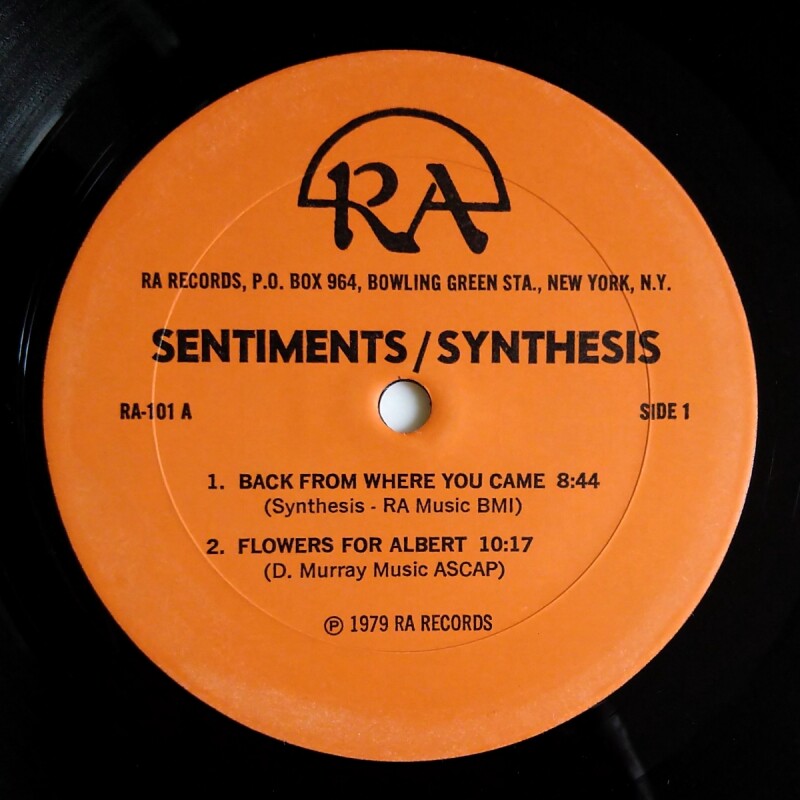 RA
RA RECORDS, P.O. BOX 964, BOWLING GREEN STA., NEW YORK, N.Y.
SENTIMENTS/SYNTHESIS
RA-101 A
SIDE 1
1. BACK FROM WHERE YOU CAME 8:44
(Synthesis - RA Music BMI)
2. FLOWERS FOR ALBERT 10:17
(D. Murray Music ASCAP)
℗ 1979 RA RECORDS